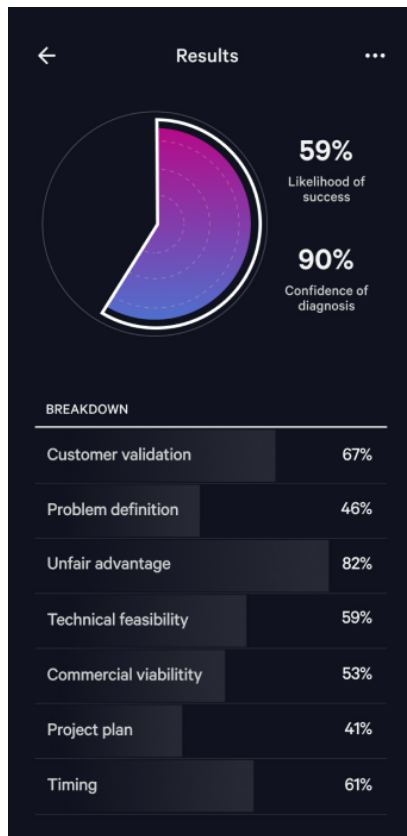 Results
59%
Likelihood of
success
90%
Confidence of
diagnosis
BREAKDOWN
Customer validation 67%
Problem definition 46%
Unfair advantage 82%
Technical feasibility 59%
Commercial viabilitity 53%
Project plan 41%
Timing 61%